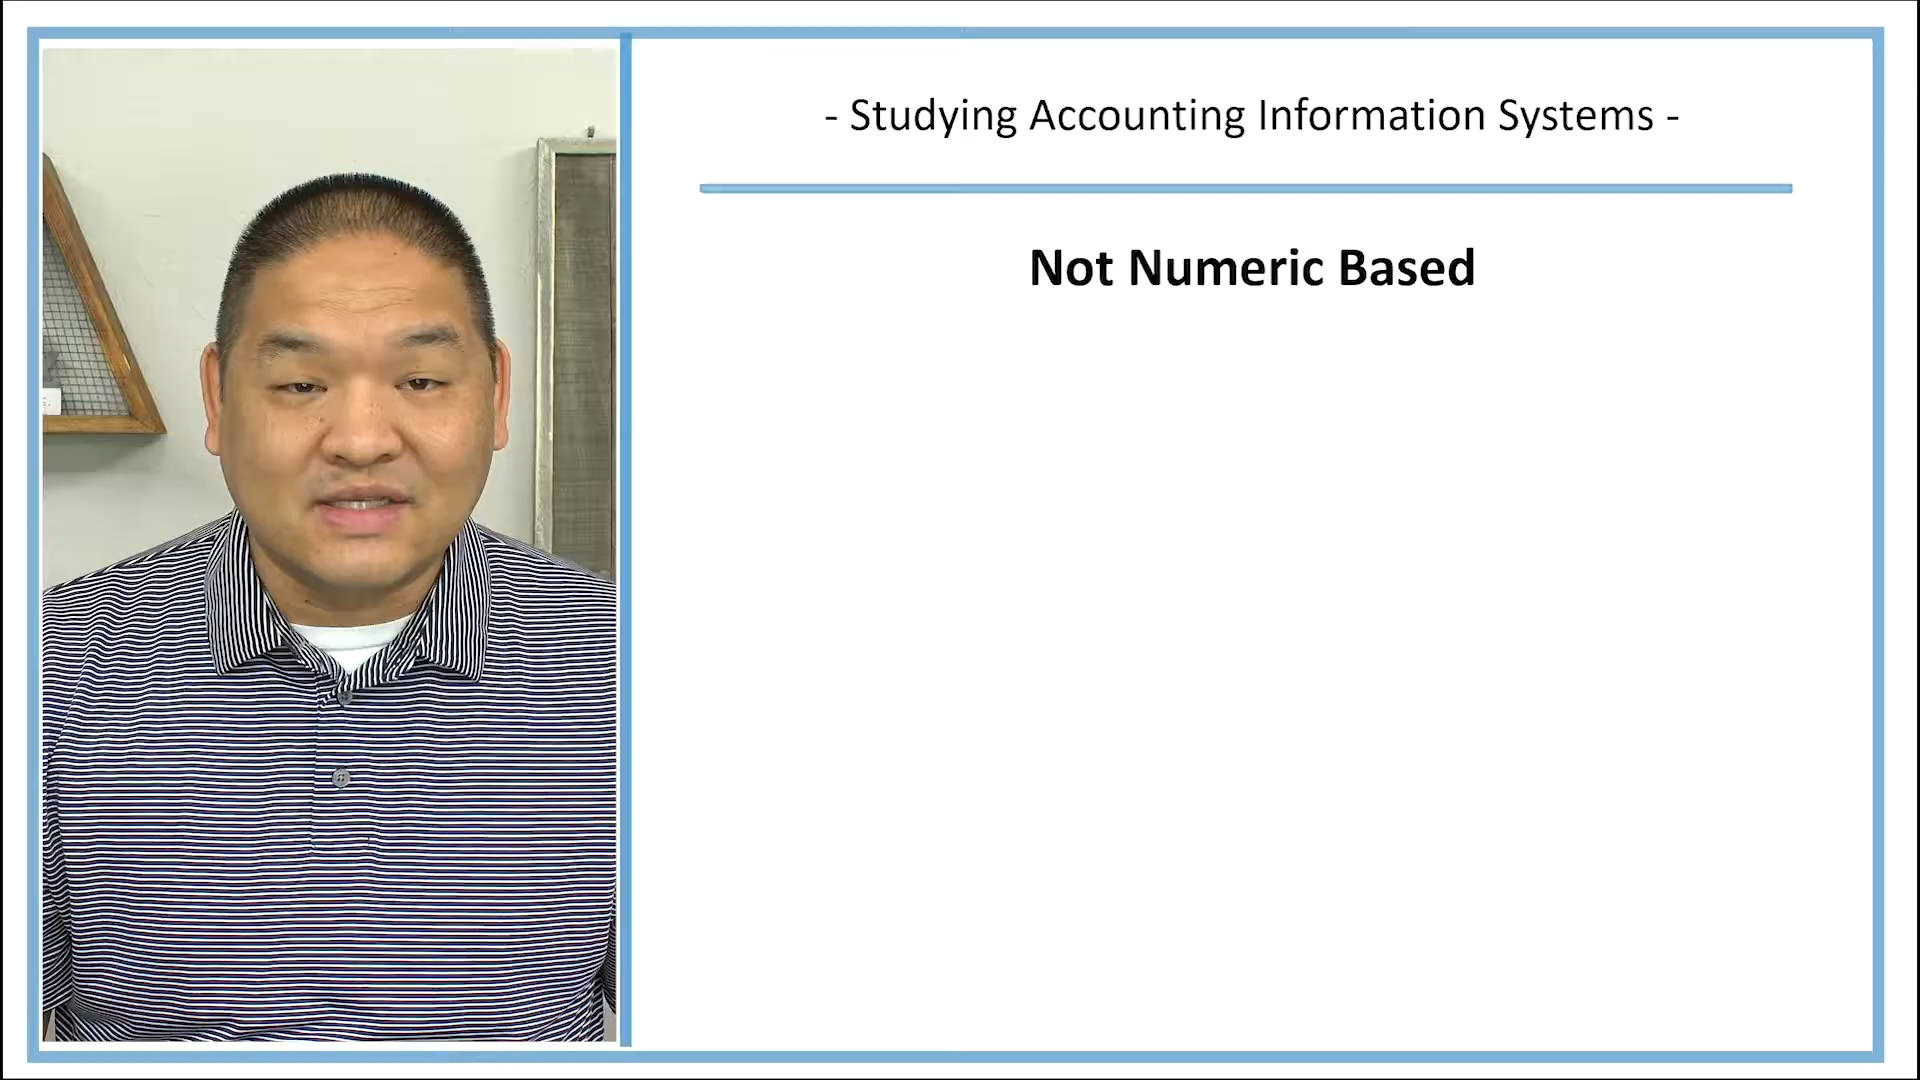 - Studying Accounting Information Systems -
Not Numeric Based